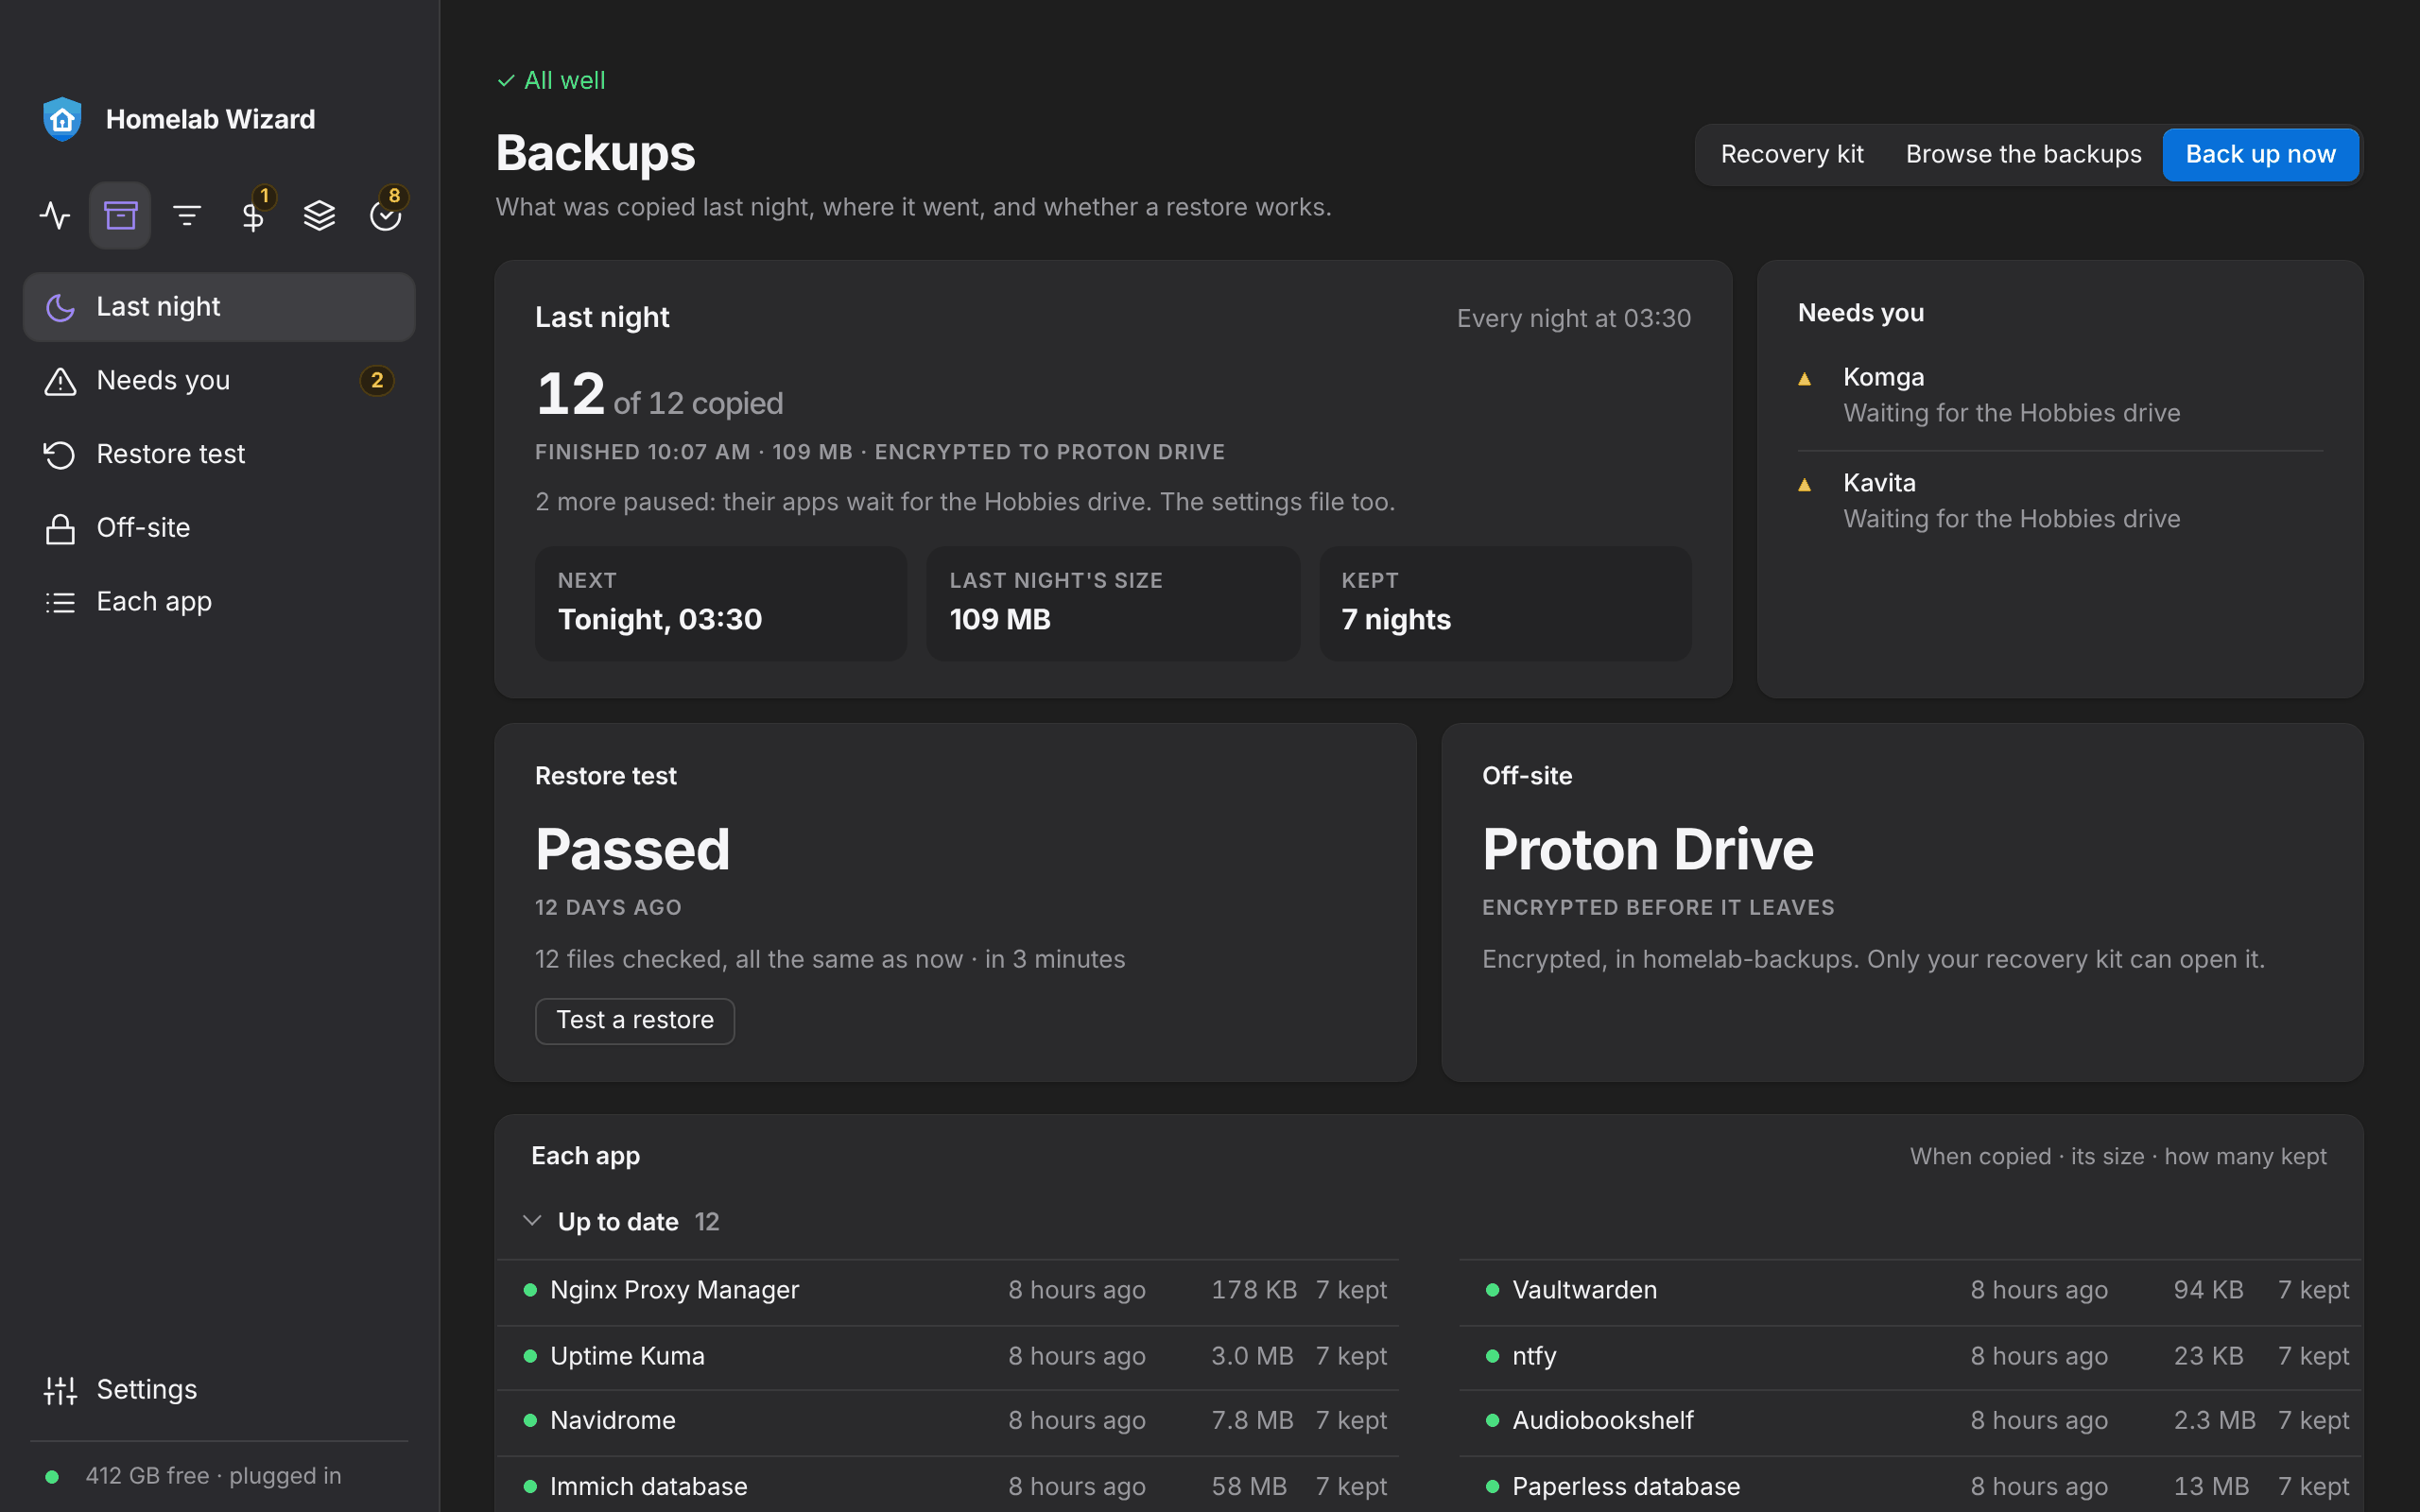 Homelab Wizard
1
8
Last night
Needs you
2
Restore test
Off-site
Each app
Settings
412 GB free · plugged in
All well
Backups
What was copied last night, where it went, and whether a restore works.
Recovery kit
Browse the backups
Back up now
Last night
Every night at 03:30
12 of 12 copied
FINISHED 10:07 AM · 109 MB · ENCRYPTED TO PROTON DRIVE
2 more paused: their apps wait for the Hobbies drive. The settings file too.
NEXT
Tonight, 03:30
LAST NIGHT'S SIZE
109 MB
KEPT
7 nights
Needs you
Komga
Waiting for the Hobbies drive
Kavita
Waiting for the Hobbies drive
Restore test
Passed
12 DAYS AGO
12 files checked, all the same as now · in 3 minutes
Test a restore
Off-site
Proton Drive
ENCRYPTED BEFORE IT LEAVES
Encrypted, in homelab-backups. Only your recovery kit can open it.
Each app
When copied · its size · how many kept
Up to date 12
Nginx Proxy Manager 8 hours ago 178 KB 7 kept
Vaultwarden 8 hours ago 94 KB 7 kept
Uptime Kuma 8 hours ago 3.0 MB 7 kept
ntfy 8 hours ago 23 KB 7 kept
Navidrome 8 hours ago 7.8 MB 7 kept
Audiobookshelf 8 hours ago 2.3 MB 7 kept
Immich database 8 hours ago 58 MB 7 kept
Paperless database 8 hours ago 13 MB 7 kept